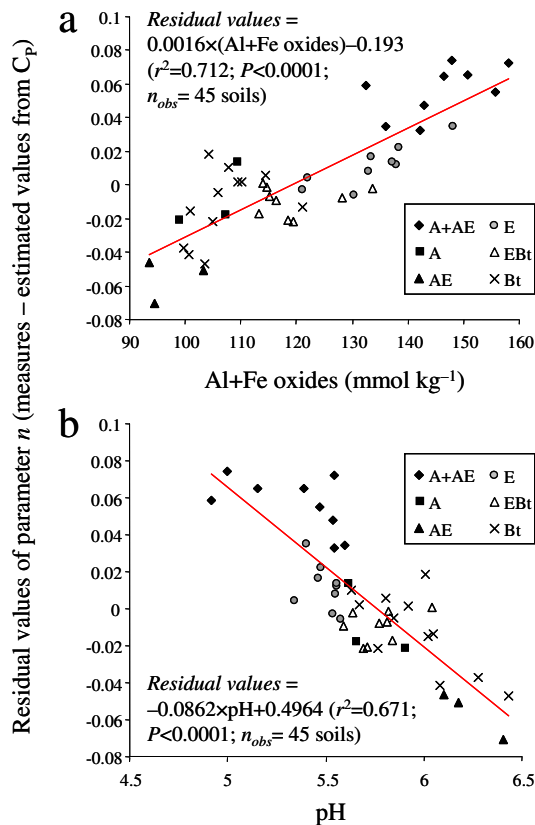 Residual values of parameter n (measures – estimated values from CP)
a
Residual values =
0.0016×(Al+Fe oxides)–0.193
(r²=0.712; P<0.0001;
nobs= 45 soils)
0.1
0.08
0.06
0.04
0.02
0
-0.02
-0.04
-0.06
-0.08
A+AE E
A EBt
AE Bt
90 100 110 120 130 140 150 160
Al+Fe oxides (mmol kg–1)
b
0.1
0.08
0.06
0.04
0.02
0
-0.02
-0.04
-0.06
-0.08
A+AE E
A EBt
AE Bt
Residual values =
–0.0862×pH+0.4964 (r²=0.671;
P<0.0001; nobs= 45 soils)
4.5 5 5.5 6 6.5
pH